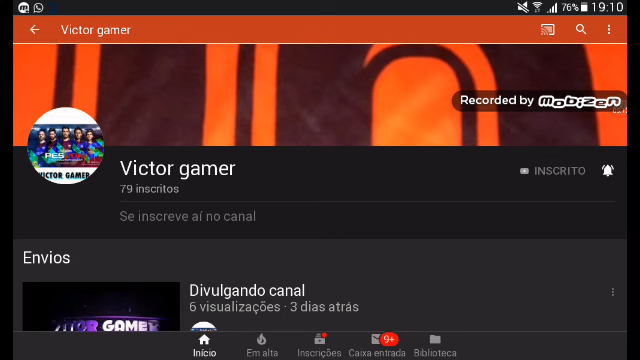 76% 19:10
Victor gamer
Recorded by MOBIZEN
PES
VICTOR GAMER
Victor gamer
INSCRITO
79 inscritos
Se inscreve aí no canal
Envios
Divulgando canal
6 visualizações · 3 dias atrás
GAMER
9+
Início Em alta Inscrições Caixa entrada Biblioteca